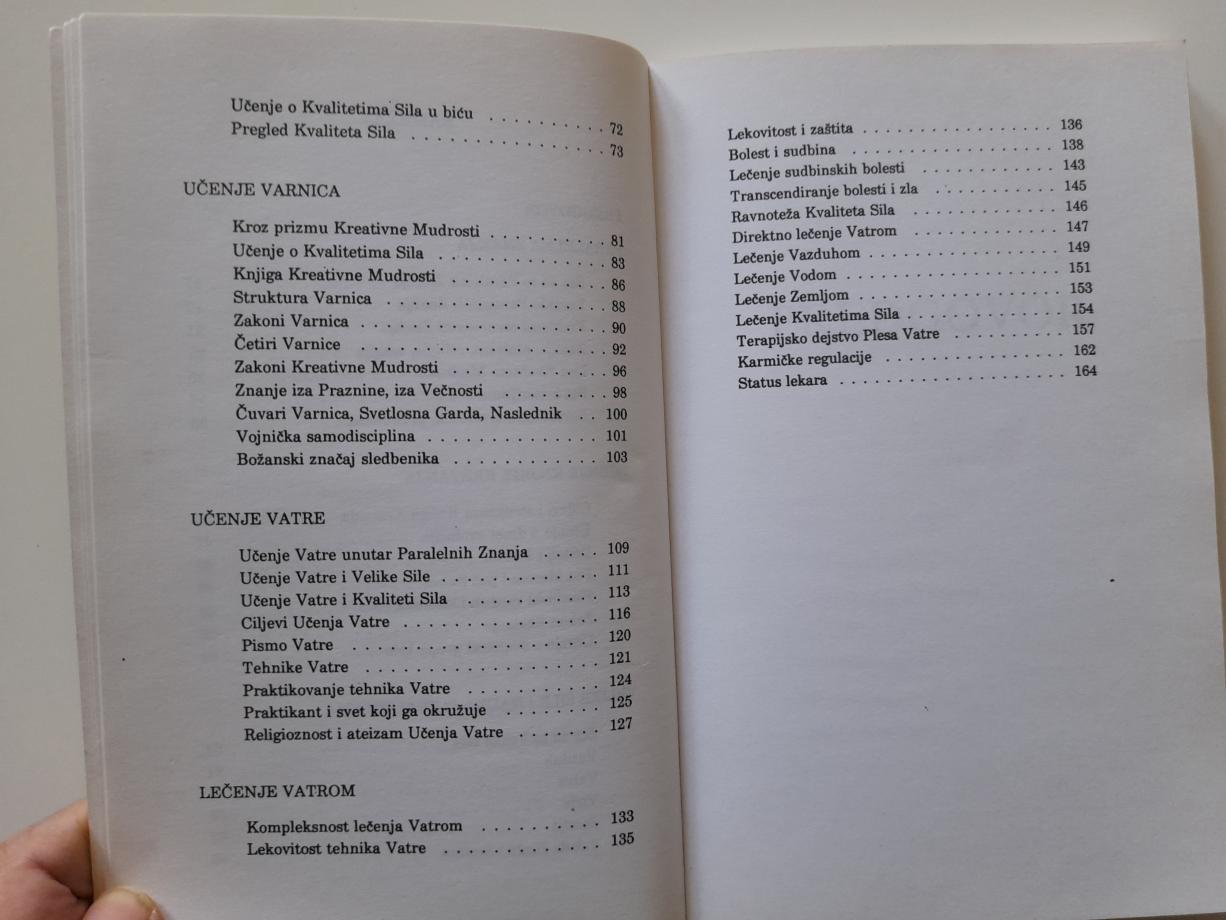 Učenje o Kvalitetima Sila u biću . . . . . . . . . . 72
Pregled Kvaliteta Sila . . . . . . . . . . . . . . . . . 73
UČENJE VARNICA
Kroz prizmu Kreativne Mudrosti . . . . . . . . . . 81
Učenje o Kvalitetima Sila . . . . . . . . . . . . . . 83
Knjiga Kreativne Mudrosti . . . . . . . . . . . . . 86
Struktura Varnica . . . . . . . . . . . . . . . . . . 88
Zakoni Varnica . . . . . . . . . . . . . . . . . . . . 90
Četiri Varnice . . . . . . . . . . . . . . . . . . . . 92
Zakoni Kreativne Mudrosti . . . . . . . . . . . . . 96
Znanje iza Praznine, iza Večnosti . . . . . . . . . 98
Čuvari Varnica, Svetlosna Garda, Naslednik . . 100
Vojnička samodisciplina . . . . . . . . . . . . . . 101
Božanski značaj sledbenika . . . . . . . . . . . . 103
UČENJE VATRE
Učenje Vatre unutar Paralelnih Znanja . . . . . 109
Učenje Vatre i Velike Sile . . . . . . . . . . . . . 111
Učenje Vatre i Kvaliteti Sila . . . . . . . . . . . 113
Ciljevi Učenja Vatre . . . . . . . . . . . . . . . . 116
Pismo Vatre . . . . . . . . . . . . . . . . . . . . 120
Tehnike Vatre . . . . . . . . . . . . . . . . . . . 121
Praktikovanje tehnika Vatre . . . . . . . . . . . 124
Praktikant i svet koji ga okružuje . . . . . . . . 125
Religioznost i ateizam Učenja Vatre . . . . . . . 127
LEČENJE VATROM
Kompleksnost lečenja Vatrom . . . . . . . . . . 133
Lekovitost tehnika Vatre . . . . . . . . . . . . . 135
Lekovitost i zaštita . . . . . . . . . . . . . . . . . 136
Bolest i sudbina . . . . . . . . . . . . . . . . . . 138
Lečenje sudbinskih bolesti . . . . . . . . . . . . 143
Transcendiranje bolesti i zla . . . . . . . . . . . 145
Ravnoteža Kvaliteta Sila . . . . . . . . . . . . . 146
Direktno lečenje Vatrom . . . . . . . . . . . . . 147
Lečenje Vazduhom . . . . . . . . . . . . . . . . . 149
Lečenje Vodom . . . . . . . . . . . . . . . . . . . 151
Lečenje Zemljom . . . . . . . . . . . . . . . . . . 153
Lečenje Kvalitetima Sila . . . . . . . . . . . . . . 154
Terapijsko dejstvo Plesa Vatre . . . . . . . . . . 157
Karmičke regulacije . . . . . . . . . . . . . . . . 162
Status lekara . . . . . . . . . . . . . . . . . . . . 164